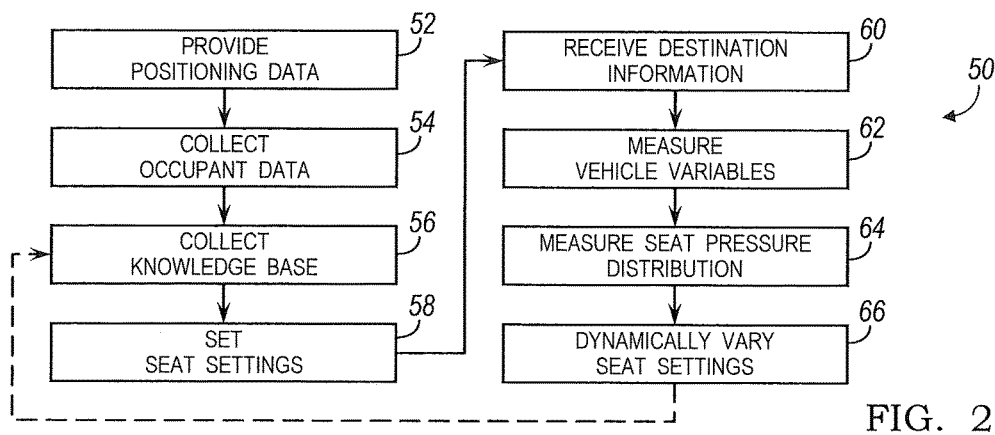 52
PROVIDE
POSITIONING DATA
54
COLLECT
OCCUPANT DATA
56
COLLECT
KNOWLEDGE BASE
58
SET
SEAT SETTINGS
60
RECEIVE DESTINATION
INFORMATION
50
62
MEASURE
VEHICLE VARIABLES
64
MEASURE SEAT PRESSURE
DISTRIBUTION
66
DYNAMICALLY VARY
SEAT SETTINGS
FIG. 2